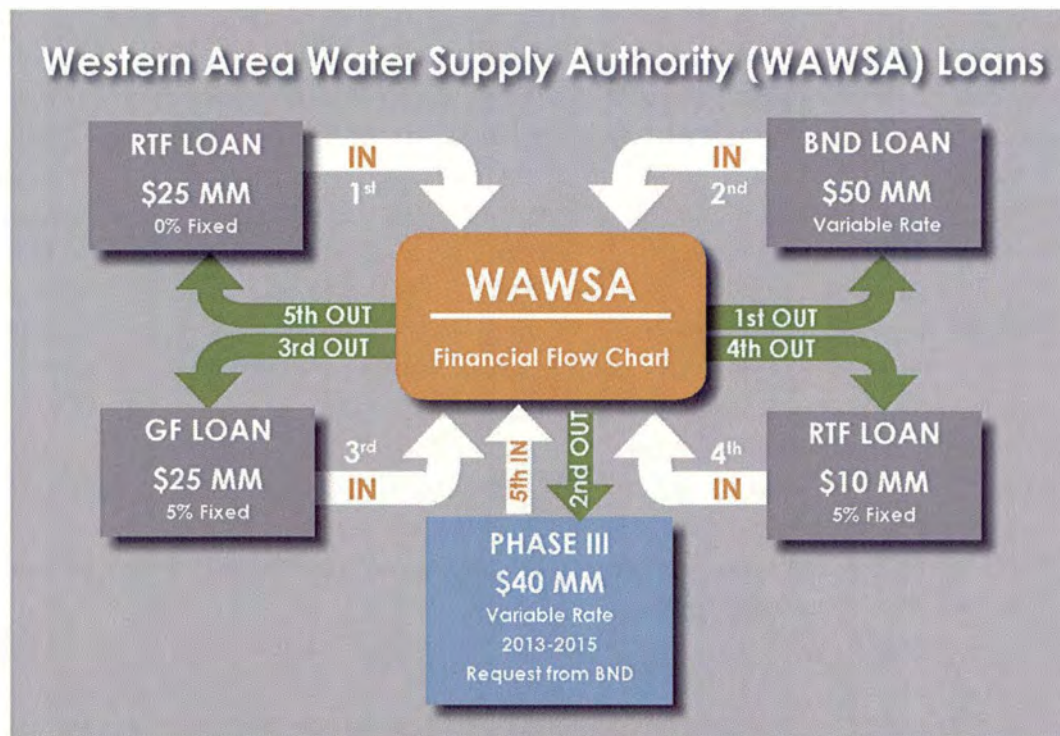 Western Area Water Supply Authority (WAWSA) Loans
RTF LOAN
$25 MM
0% Fixed
IN
1st
IN
2nd
BND LOAN
$50 MM
Variable Rate
WAWSA
Financial Flow Chart
5th OUT
3rd OUT
1st OUT
4th OUT
GF LOAN
$25 MM
5% Fixed
3rd
IN
5th IN
2nd OUT
4th
IN
RTF LOAN
$10 MM
5% Fixed
PHASE III
$40 MM
Variable Rate
2013-2015
Request from BND